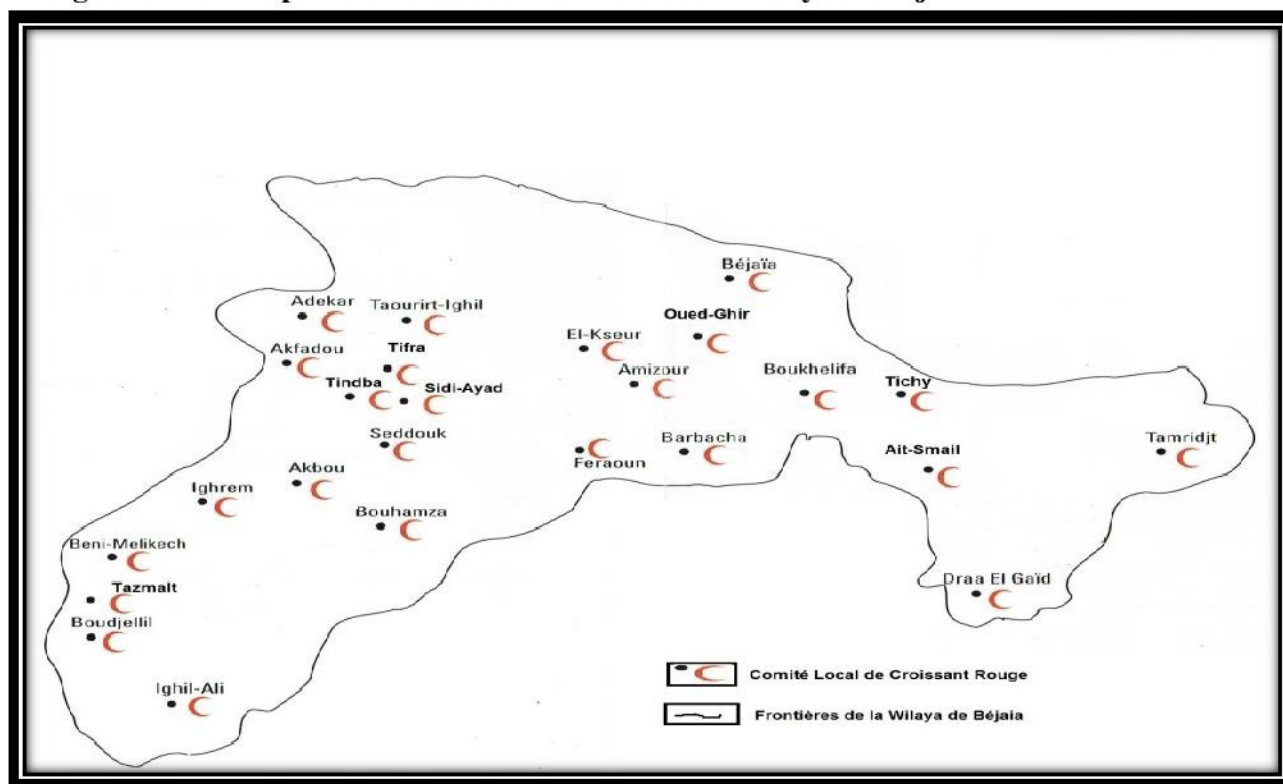 Béjaïa
Adekar
Taourirt-Ighil
Oued-Ghir
El-Kseur
Tifra
Akfadou
Amizour
Boukhelifa
Tindba
Sidi-Ayad
Tichy
Seddouk
Barbacha
Tamridjt
Feraoun
Ait-Smail
Akbou
Ighrem
Bouhamza
Beni-Melikech
Tazmalt
Draa El Gaïd
Boudjellil
Ighil-Ali
Comité Local de Croissant Rouge
Frontières de la Wilaya de Béjaia